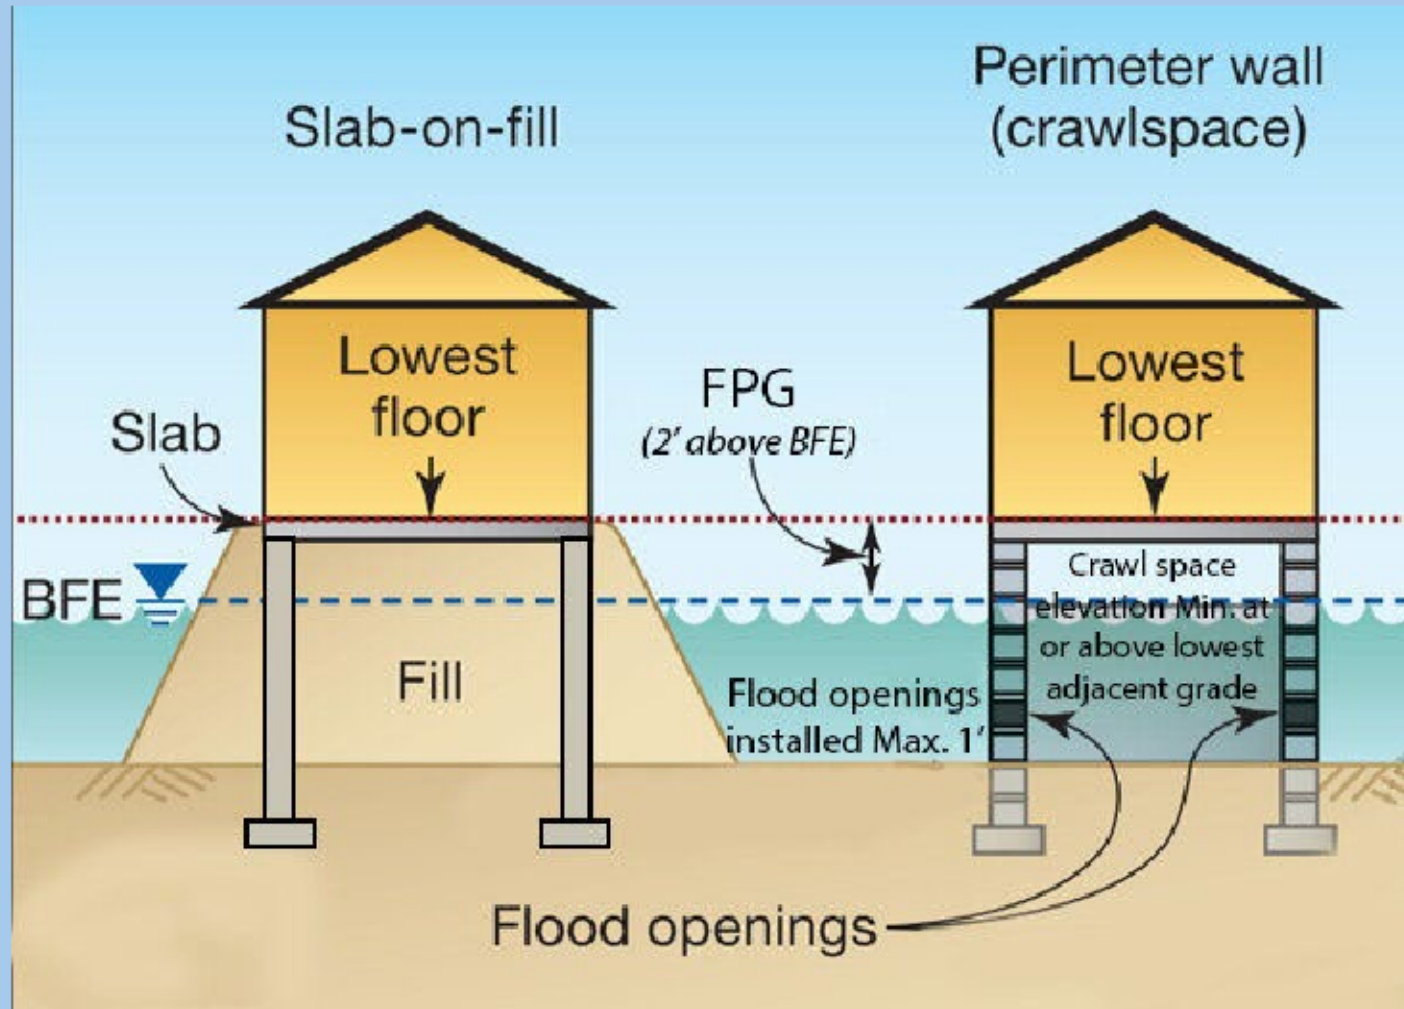 Slab-on-fill
Perimeter wall
(crawlspace)
Lowest
floor
Slab
FPG
(2' above BFE)
Lowest
floor
BFE
Fill
Crawl space
elevation Min. at
or above lowest
adjacent grade
Flood openings
installed Max. 1'
Flood openings